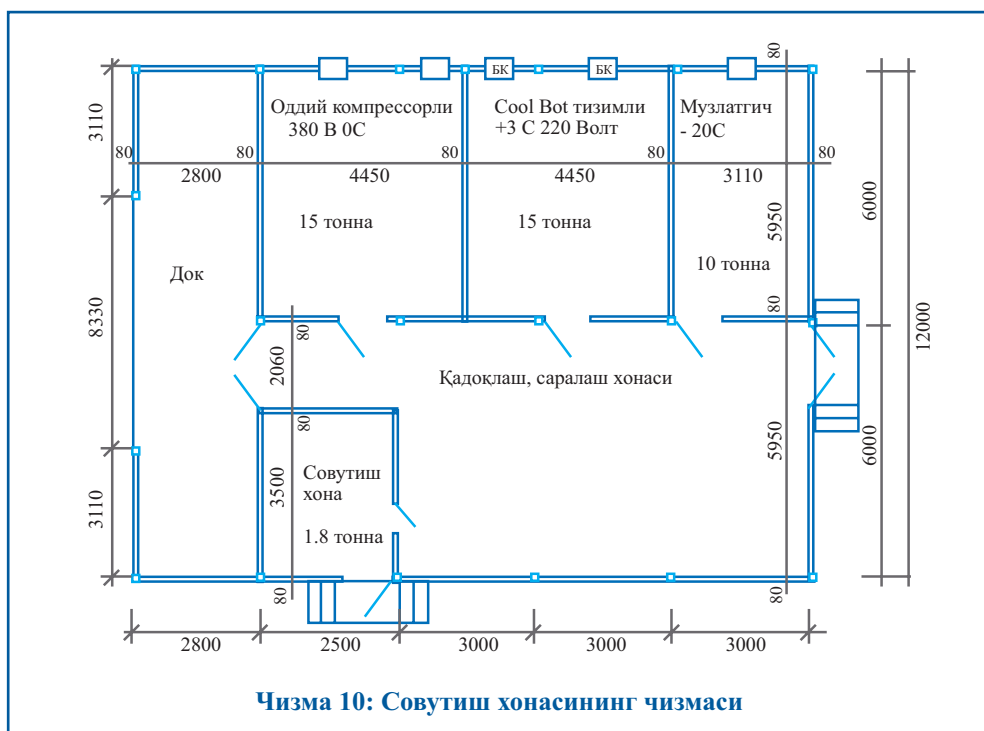 БК
БК
80
Оддий компрессорли
380 В 0С
Cool Bot тизимли
+3 С 220 Волт
Музлатгич
- 20С
3110
80
80
80
80
80
2800
4450
4450
3110
15 тонна
15 тонна
10 тонна
5950
6000
Док
8330
80
80
2060
80
Қадоқлаш, саралаш хонаси
12000
5950
6000
3500
Совутиш
хона
1.8 тонна
3110
80
80
2800
2500
3000
3000
3000
Чизма 10: Совутиш хонасининг чизмаси